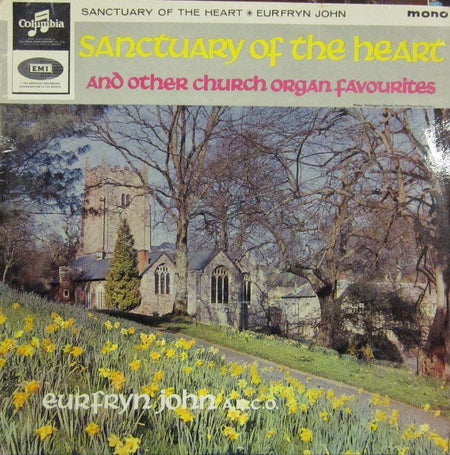 SANCTUARY OF THE HEART * EURFRYN JOHN
mono
Columbia
EMI
Sanctuary of the heart
and other church organ favourites
eurfryn john A.R.C.O.